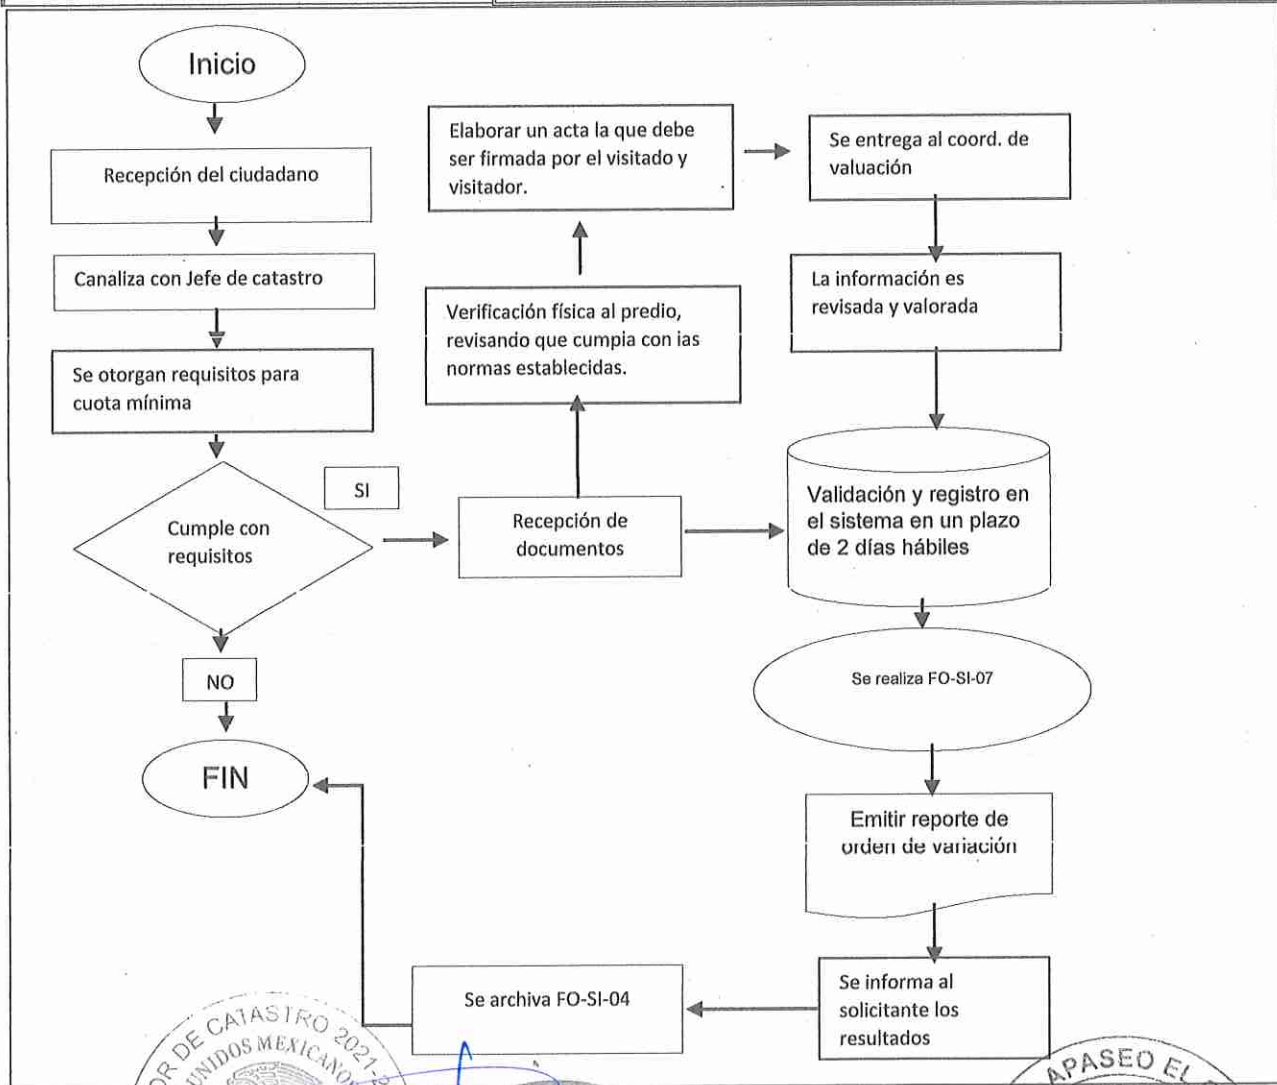 Inicio
Recepción del ciudadano
Canaliza con Jefe de catastro
Se otorgan requisitos para
cuota mínima
Cumple con
requisitos
SI
NO
FIN
Recepción de
documentos
Verificación física al predio,
revisando que cumpia con ias
normas establecidas.
Elaborar un acta la que debe
ser firmada por el visitado y
visitador.
Se entrega al coord. de
valuación
La información es
revisada y valorada
Validación y registro en
el sistema en un plazo
de 2 días hábiles
Se realiza FO-SI-07
Emitir reporte de
orden de variación
Se informa al
solicitante los
resultados
Se archiva FO-SI-04
DE CATASTRO 2021-2
UNIDOS MEXICANOS
APASEO EL